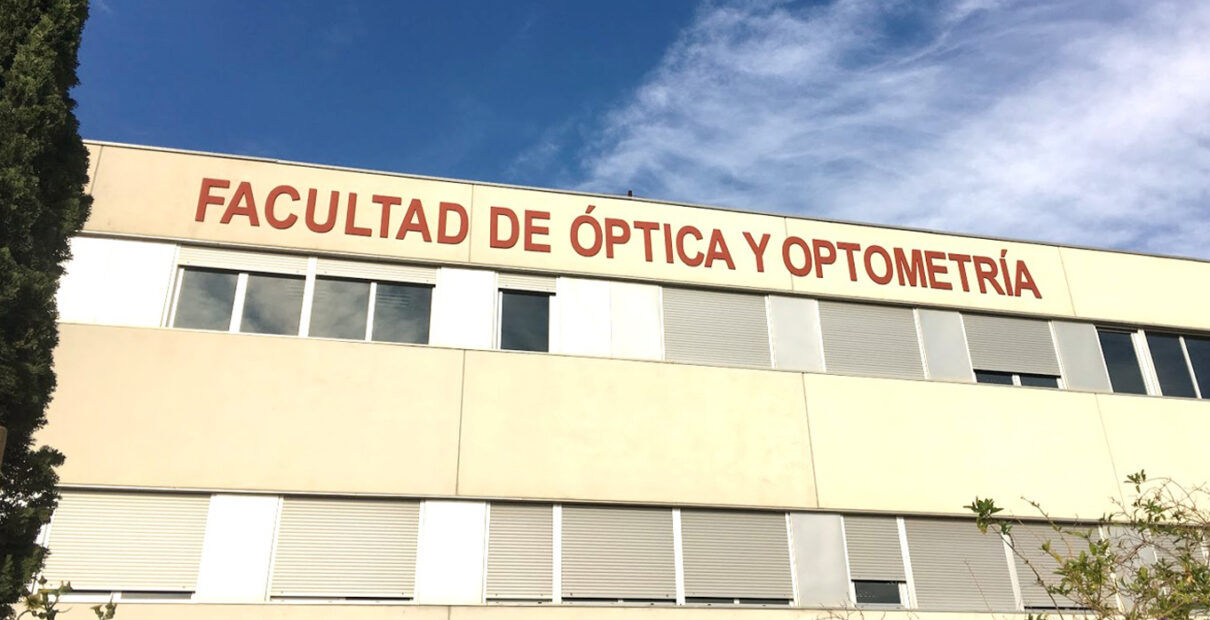 FACULTAD DE ÓPTICA Y OPTOMETRÍA